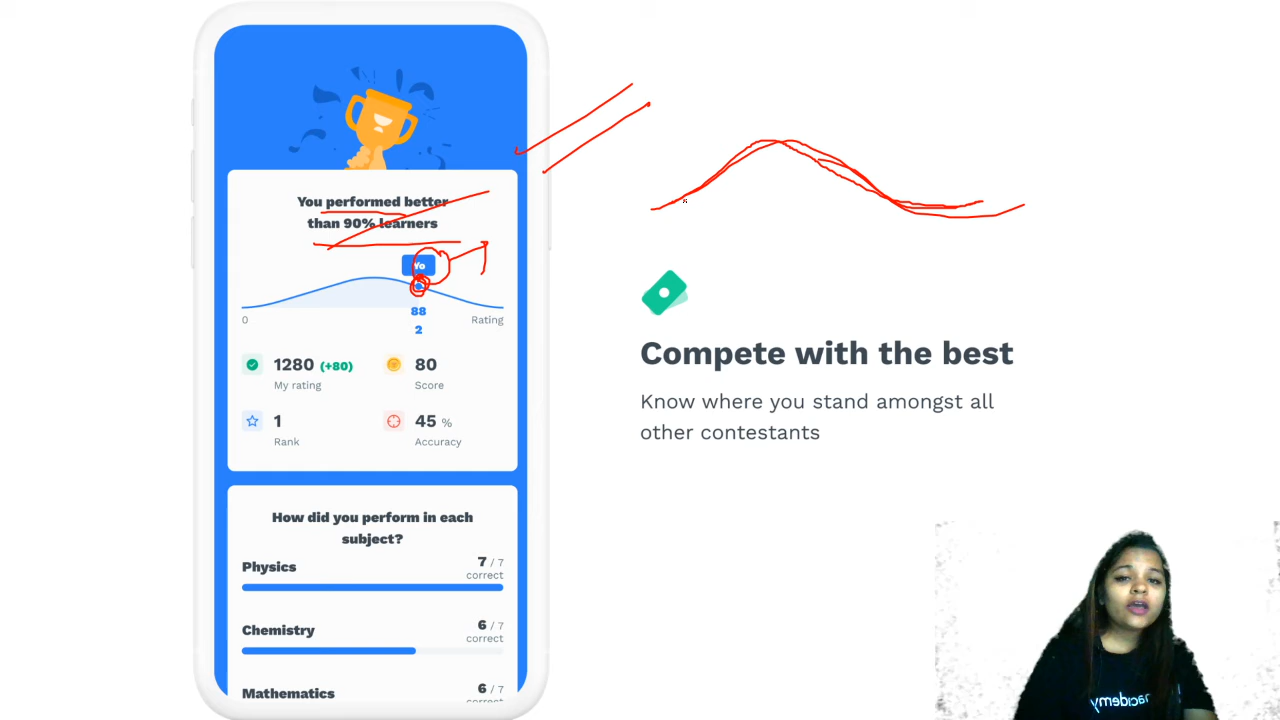 You performed better
than 90% learners
Yo
88
2
0
Rating
1280 (+80)
My rating
80
Score
1
Rank
45 %
Accuracy
How did you perform in each
subject?
Physics
7 / 7
correct
Chemistry
6 / 7
correct
Mathematics
6 / 7
correct
Compete with the best
Know where you stand amongst all
other contestants